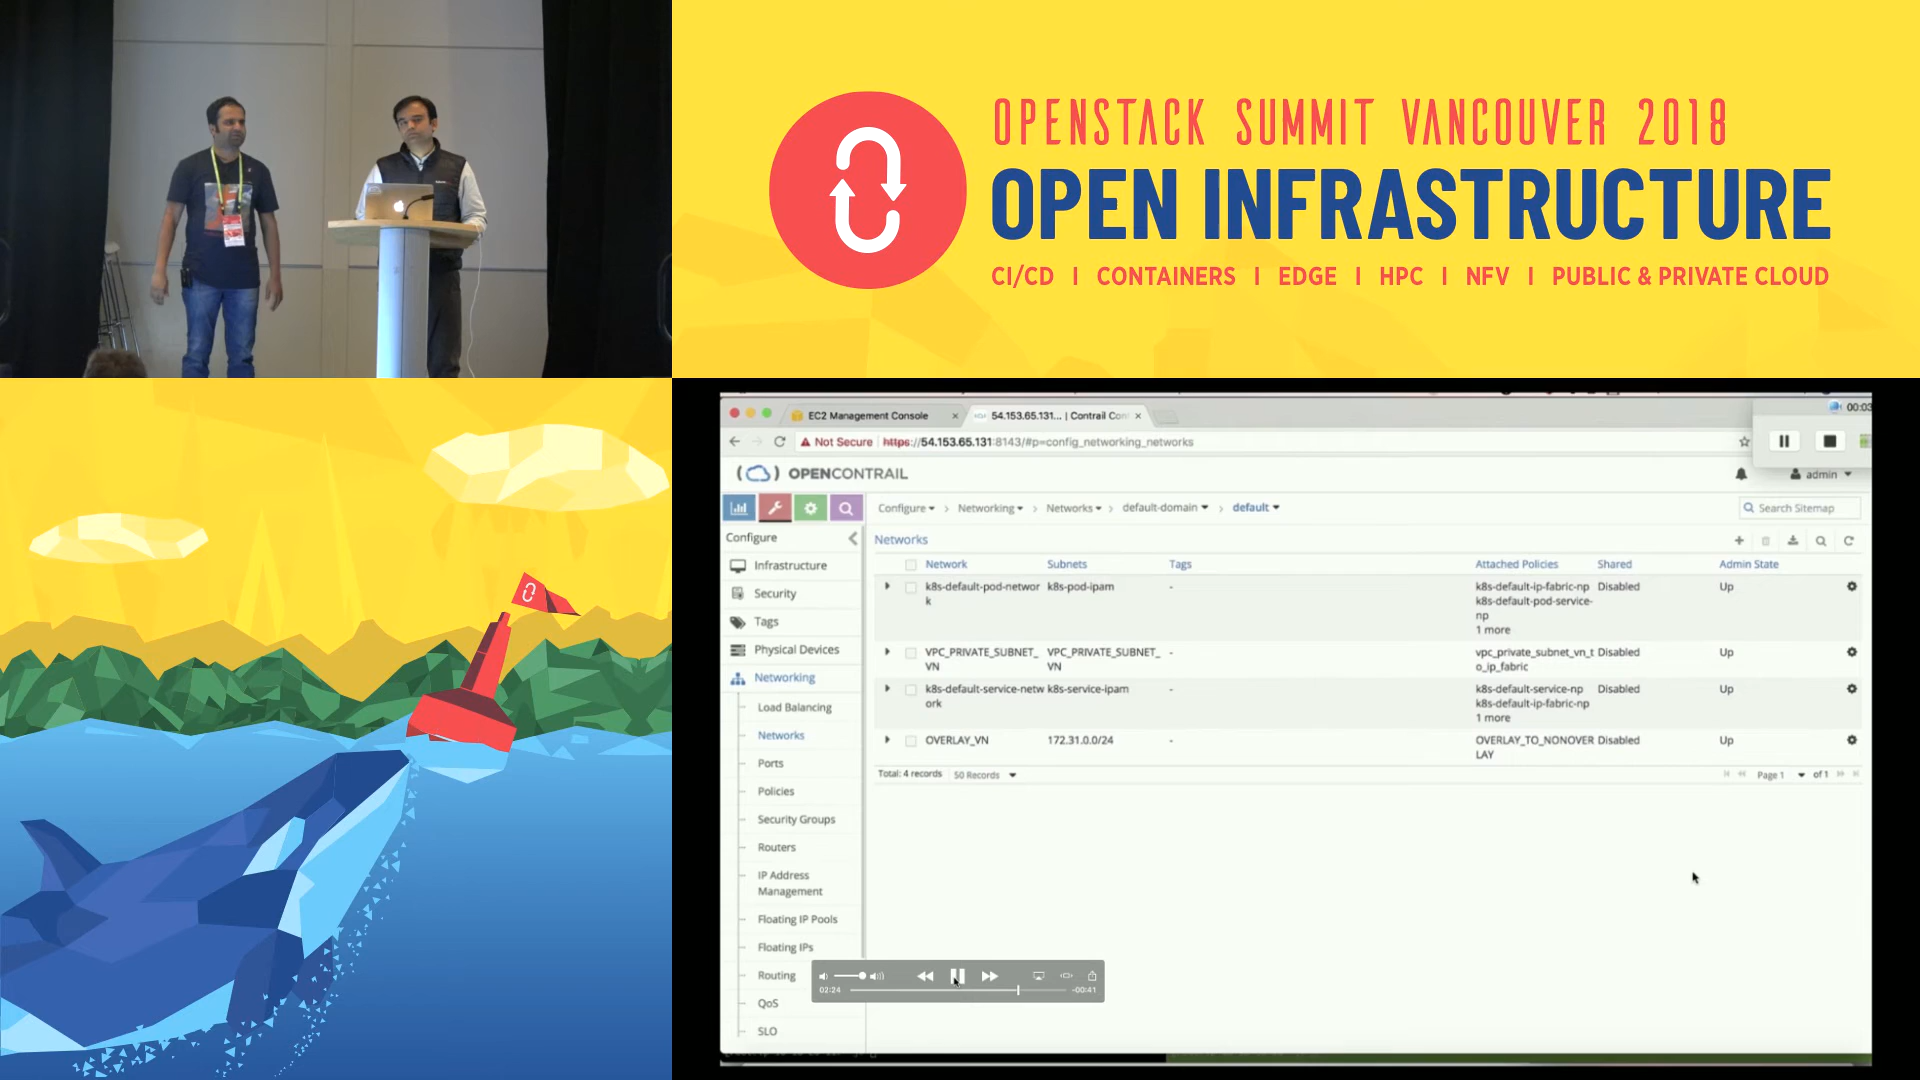 OPENSTACK SUMMIT VANCOUVER 2018
OPEN INFRASTRUCTURE
CI/CD | CONTAINERS | EDGE | HPC | NFV | PUBLIC & PRIVATE CLOUD
EC2 Management Console
54.153.65.131... | Contrail Con
00:03
Not Secure https://54.153.65.131:8143/#p=config_networking_networks
OPENCONTRAIL
admin
Configure > Networking > Networks > default-domain > default
Search Sitemap
Configure
Infrastructure
Security
Tags
Physical Devices
Networking
Load Balancing
Networks
Ports
Policies
Security Groups
Routers
IP Address
Management
Floating IP Pools
Floating IPs
Routing
QoS
SLO
Networks
Network Subnets Tags Attached Policies Shared Admin State
k8s-default-pod-networ k8s-pod-ipam - k8s-default-ip-fabric-np Disabled Up
k k8s-default-pod-service-
np
1 more
VPC_PRIVATE_SUBNET_ VPC_PRIVATE_SUBNET_ - vpc_private_subnet_vn_t Disabled Up
VN VN o_ip_fabric
k8s-default-service-netw k8s-service-ipam - k8s-default-service-np Disabled Up
ork k8s-default-ip-fabric-np
1 more
OVERLAY_VN 172.31.0.0/24 - OVERLAY_TO_NONOVER Disabled Up
LAY
Total: 4 records 50 Records Page 1 of 1
02:24 -00:41